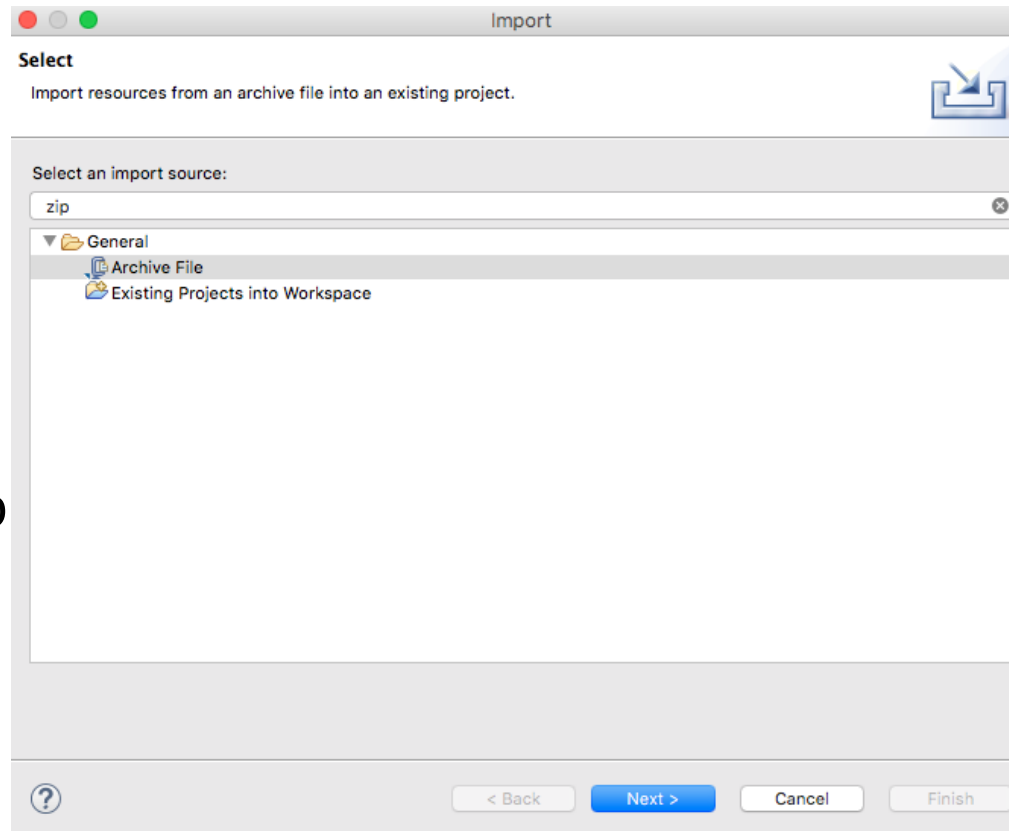 Import
Select
Import resources from an archive file into an existing project.
Select an import source:
zip
General
Archive File
Existing Projects into Workspace
?
< Back Next > Cancel Finish